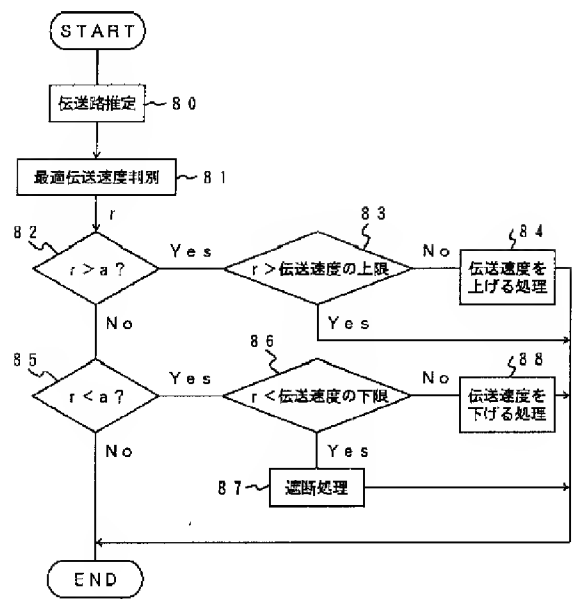 START
伝送路推定
80
最適伝送速度判別
81
r
82
r>a?
Yes
83
r>伝送速度の上限
No
84
伝送速度を
上げる処理
No
Yes
85
r<a?
Yes
86
r<伝送速度の下限
No
88
伝送速度を
下げる処理
No
Yes
87
遮断処理
END